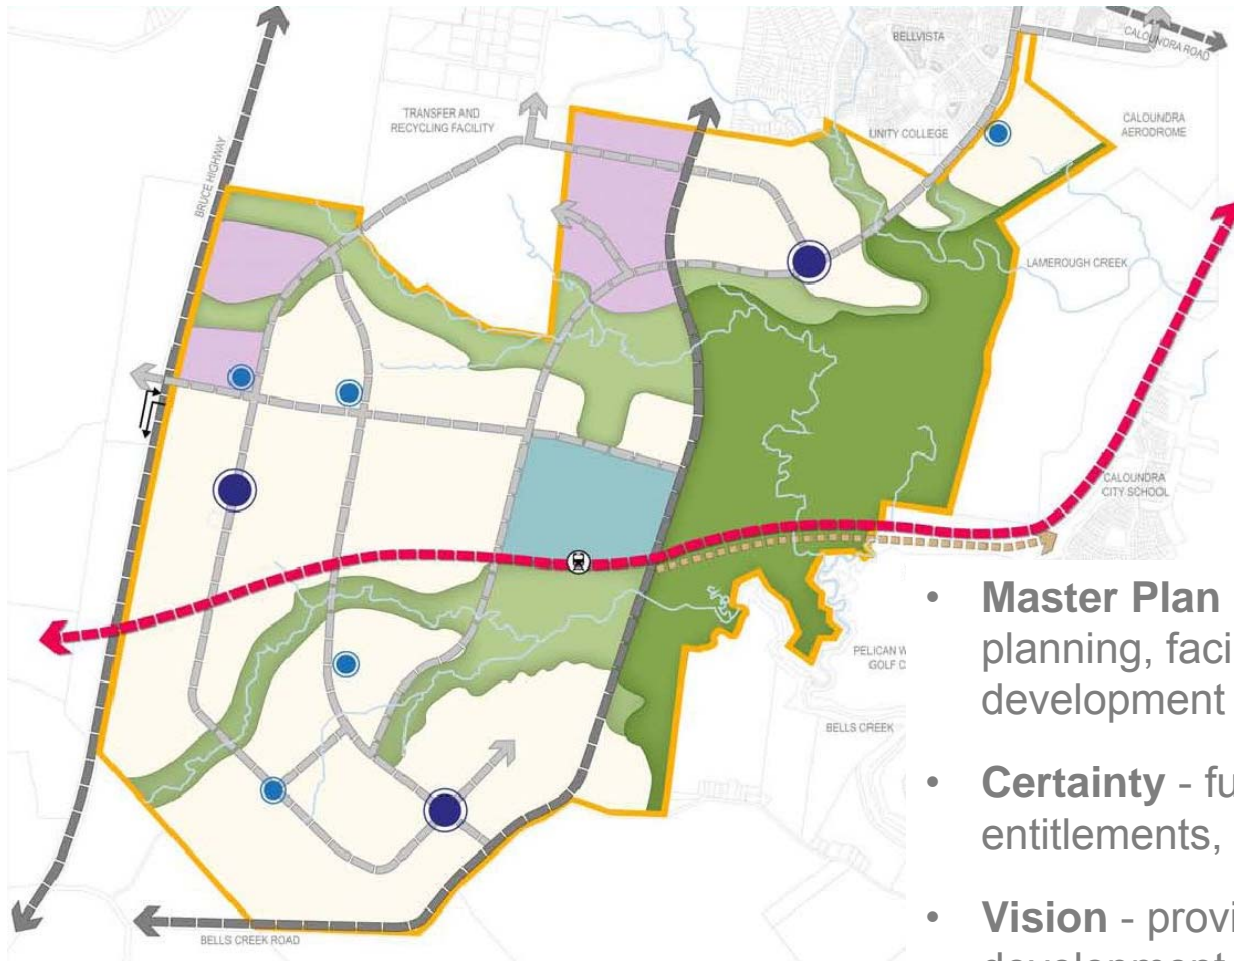 BELLVISTA
CALOUNDRA ROAD
TRANSFER AND
RECYCLING FACILITY
UNITY COLLEGE
CALOUNDRA
AERODROME
BRUCE HIGHWAY
LAMEROUGH CREEK
CALOUNDRA
CITY SCHOOL
PELICAN W
GOLF C
BELLS CREEK
BELLS CREEK ROAD
• Master Plan
planning, faci
development
• Certainty - fu
entitlements,
• Vision - provi